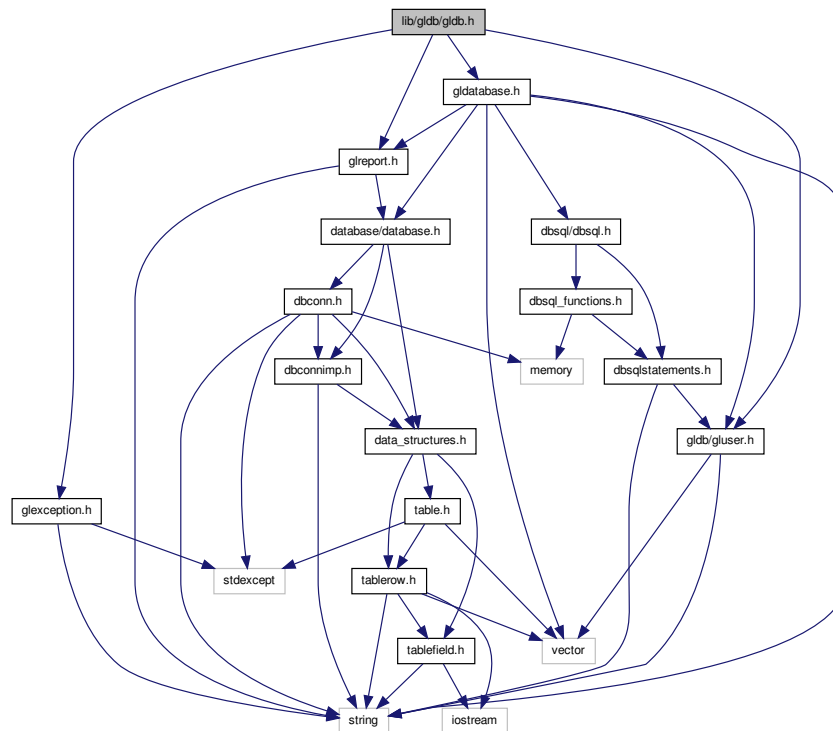 lib/gldb/gldb.h
gldatabase.h
glreport.h
database/database.h
dbsql/dbsql.h
dbconn.h
dbsql_functions.h
dbconnimp.h
memory
dbsqlstatements.h
data_structures.h
gldb/gluser.h
glexception.h
table.h
stdexcept
tablerow.h
tablefield.h
vector
string
iostream